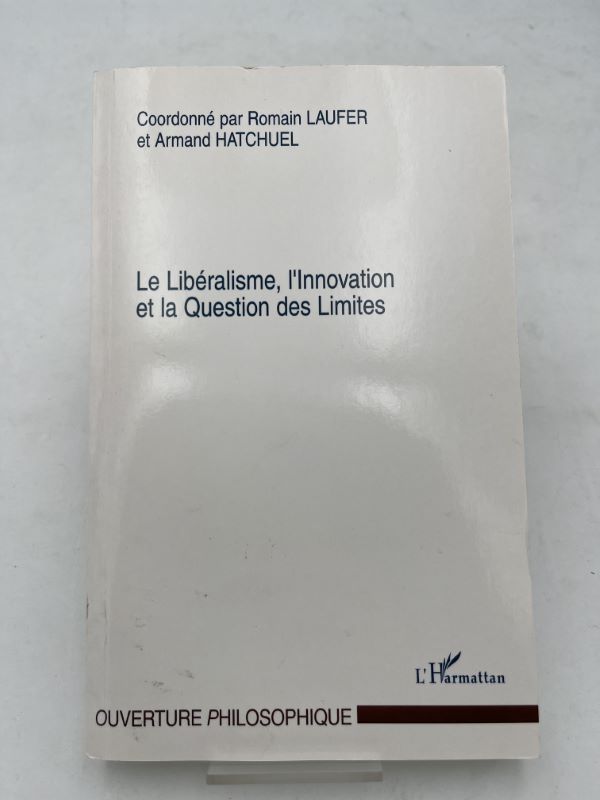 Coordonné par Romain LAUFER
et Armand HATCHUEL
Le Libéralisme, l'Innovation
et la Question des Limites
L'Harmattan
OUVERTURE PHILOSOPHIQUE